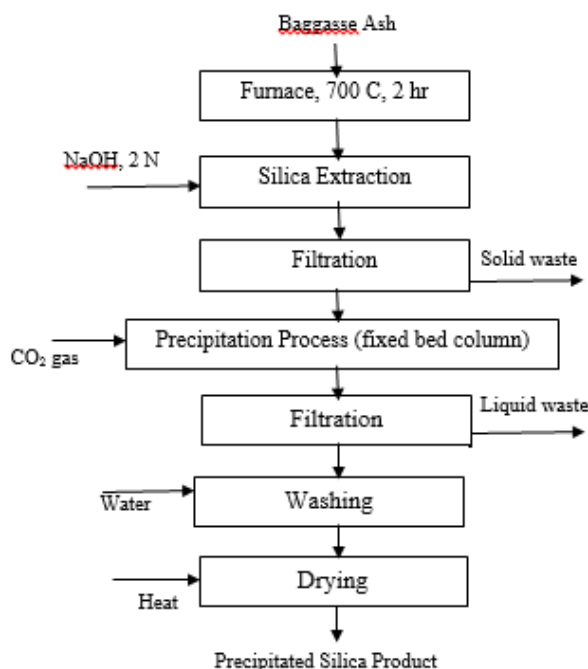 Baggasse Ash
Furnace, 700 C, 2 hr
NaOH, 2 N
Silica Extraction
Filtration
Solid waste
Precipitation Process (fixed bed column)
CO₂ gas
Filtration
Liquid waste
Washing
Water
Drying
Heat
Precipitated Silica Product